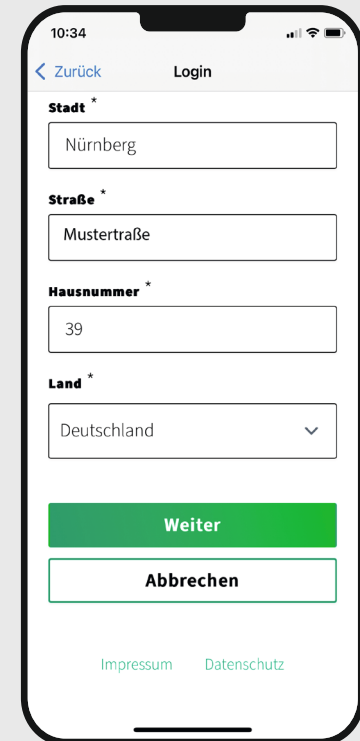 10:34
Zurück Login
Stadt *
Nürnberg
Straße *
Mustertraße
Hausnummer *
39
Land *
Deutschland
Weiter
Abbrechen
Impressum Datenschutz